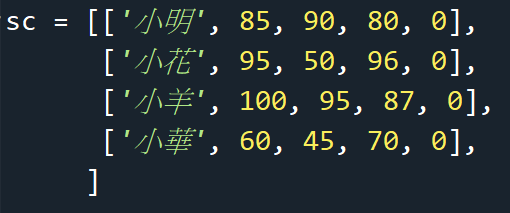 sc = [['小明', 85, 90, 80, 0],
['小花', 95, 50, 96, 0],
['小羊', 100, 95, 87, 0],
['小華', 60, 45, 70, 0],
]